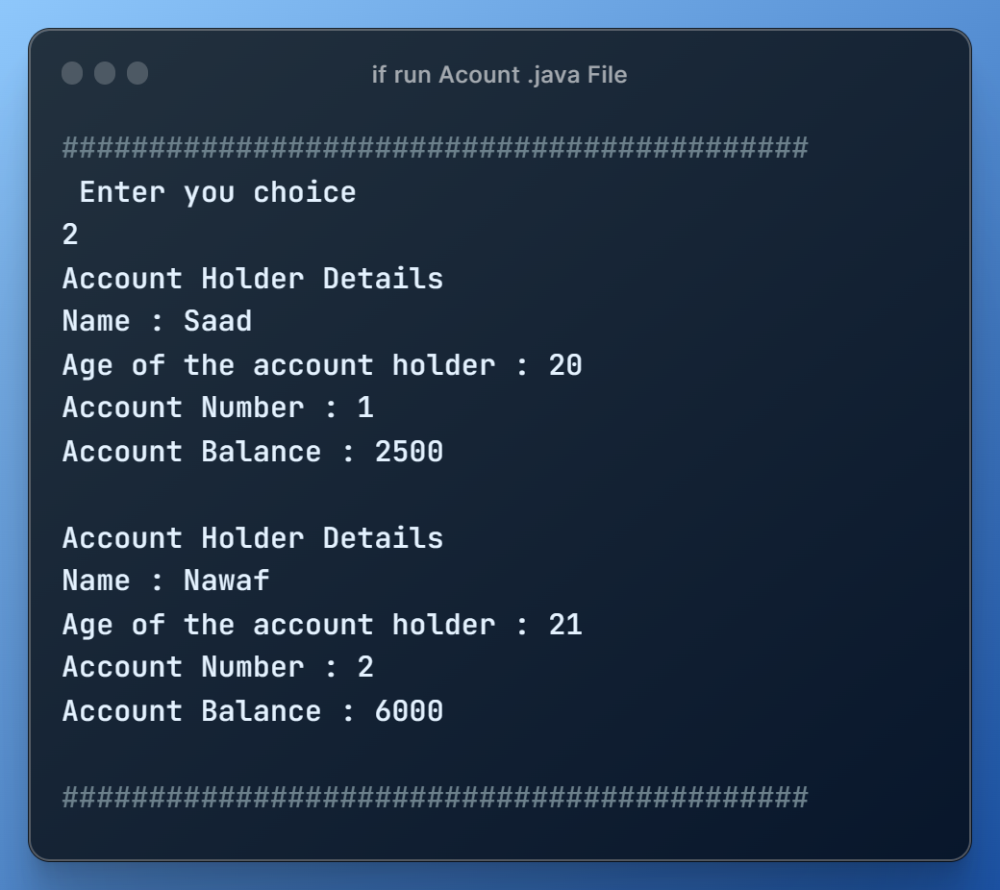 if run Acount .java File
###########################################
Enter you choice
2
Account Holder Details
Name : Saad
Age of the account holder : 20
Account Number : 1
Account Balance : 2500
Account Holder Details
Name : Nawaf
Age of the account holder : 21
Account Number : 2
Account Balance : 6000
###########################################